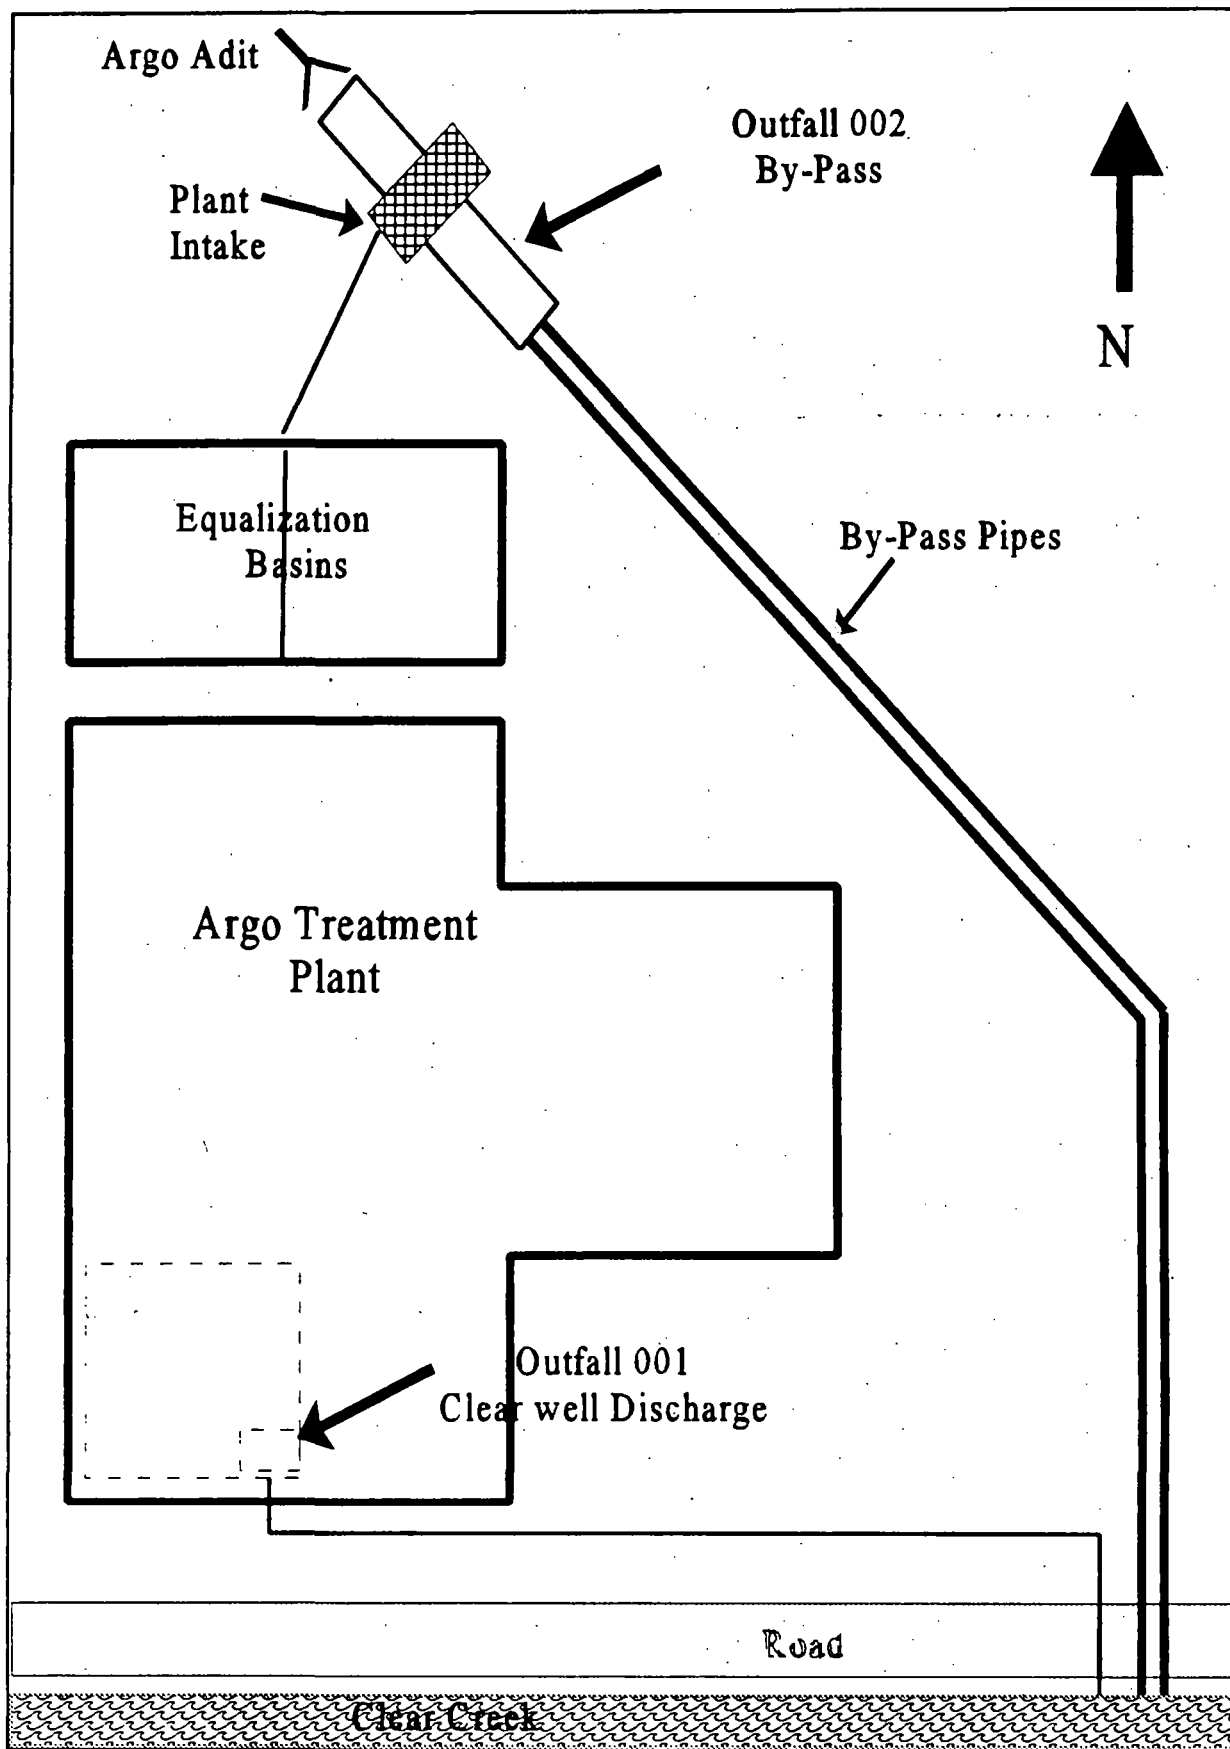 Argo Adit
Outfall 002
By-Pass
Plant
Intake
N
Equalization
Basins
By-Pass Pipes
Argo Treatment
Plant
Outfall 001
Clear well Discharge
Road
Clear Creek